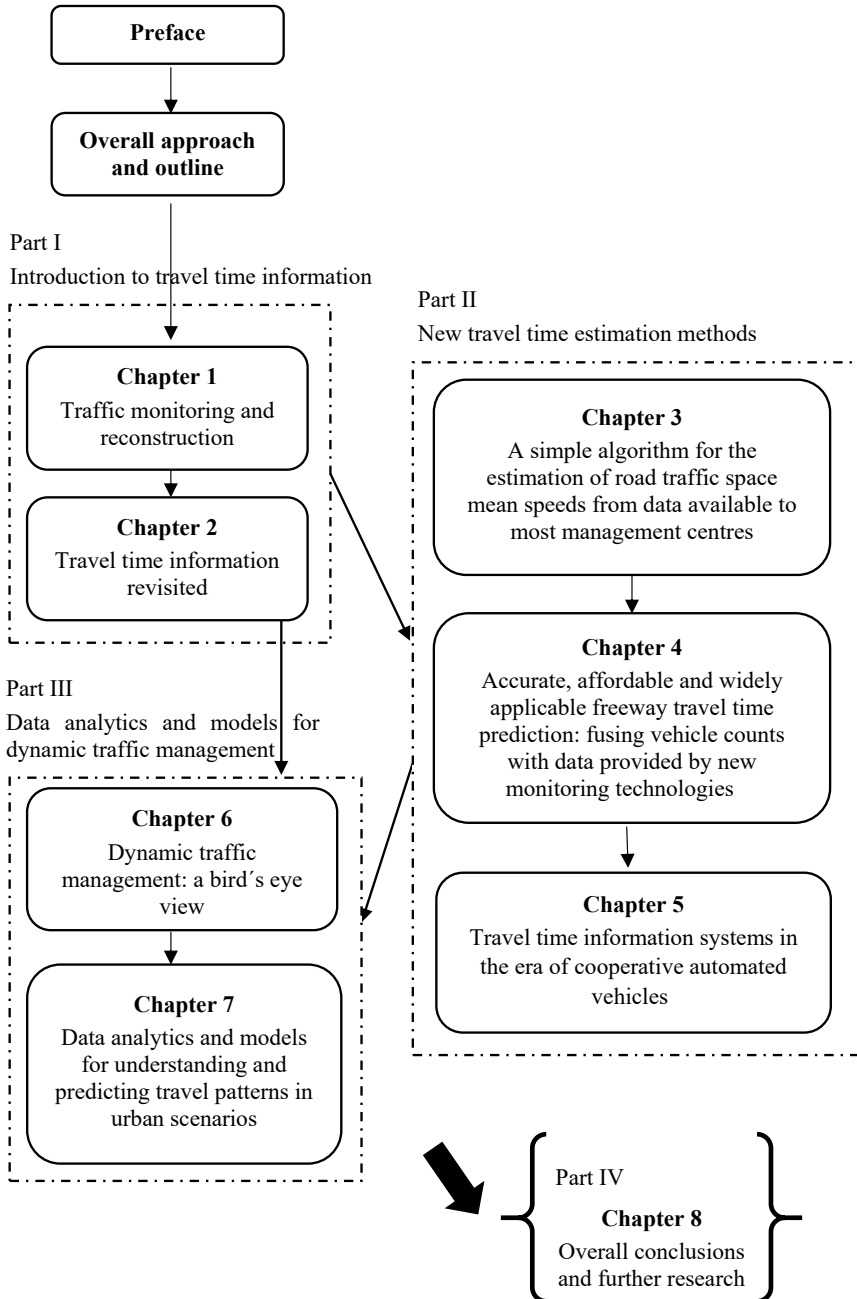 Preface
Overall approach
and outline
Part I
Introduction to travel time information
Chapter 1
Traffic monitoring and
reconstruction
Chapter 2
Travel time information
revisited
Part II
New travel time estimation methods
Chapter 3
A simple algorithm for the
estimation of road traffic space
mean speeds from data available to
most management centres
Chapter 4
Accurate, affordable and widely
applicable freeway travel time
prediction: fusing vehicle counts
with data provided by new
monitoring technologies
Chapter 5
Travel time information systems in
the era of cooperative automated
vehicles
Part III
Data analytics and models for
dynamic traffic management
Chapter 6
Dynamic traffic
management: a bird´s eye
view
Chapter 7
Data analytics and models
for understanding and
predicting travel patterns in
urban scenarios
Part IV
Chapter 8
Overall conclusions
and further research